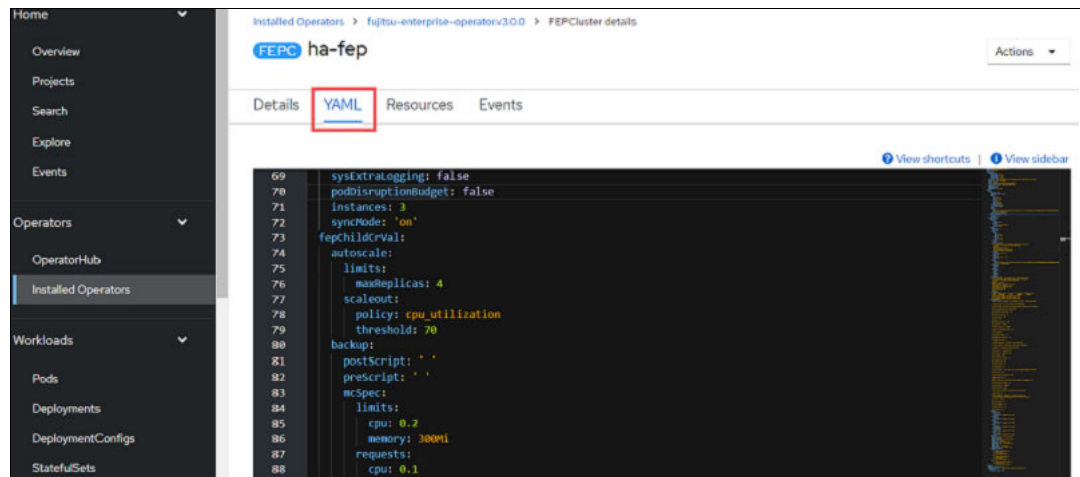 Home
Overview
Projects
Search
Explore
Events
Operators
OperatorHub
Installed Operators
Workloads
Pods
Deployments
DeploymentConfigs
StatefulSets
Installed Operators > fujitsu-enterprise-operator.v3.0.0 > FEPCluster details
FEPC ha-fep
Actions
Details YAML Resources Events
View shortcuts | View sidebar
69 sysExtraLogging: false
70 podDisruptionBudget: false
71 instances: 3
72 syncMode: 'on'
73 fepChildCrVal:
74 autoscale:
75 limits:
76 maxReplicas: 4
77 scaleout:
78 policy: cpu_utilization
79 threshold: 70
80 backup:
81 postScript: ' '
82 preScript: ' '
83 mcSpec:
84 limits:
85 cpu: 0.2
86 memory: 300Mi
87 requests:
88 cpu: 0.1